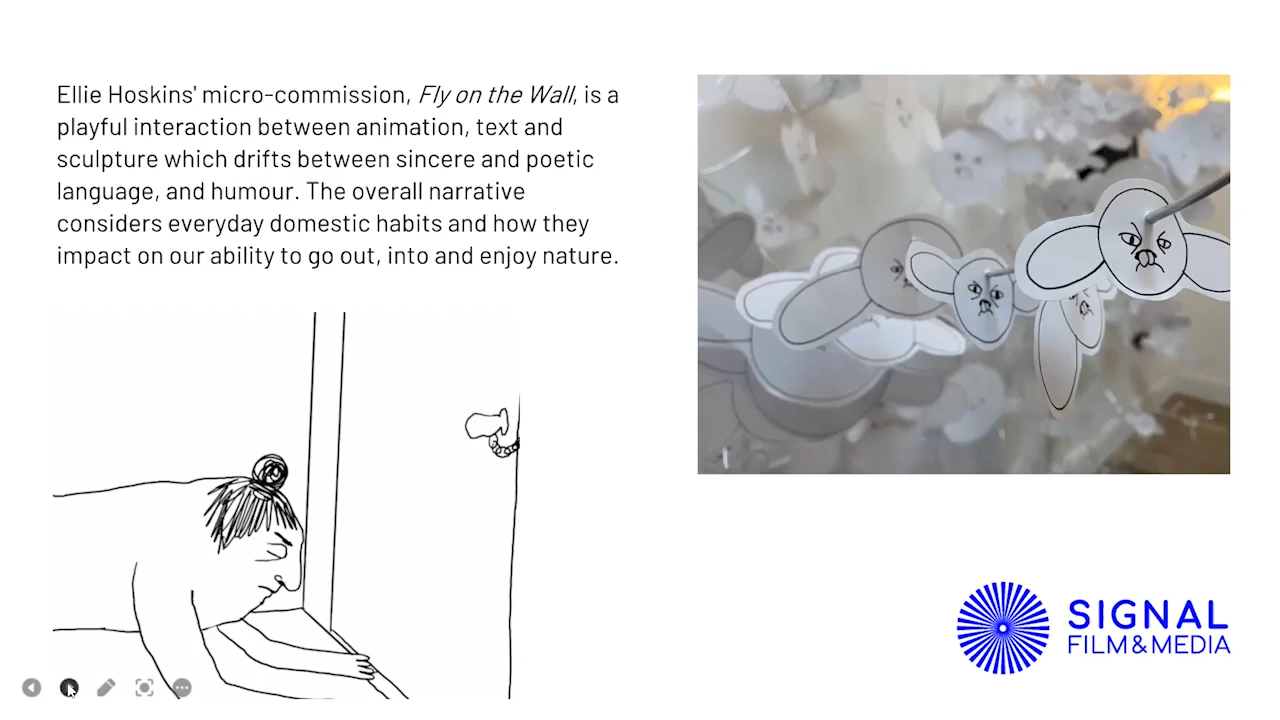 Ellie Hoskins' micro-commission, Fly on the Wall, is a
playful interaction between animation, text and
sculpture which drifts between sincere and poetic
language, and humour. The overall narrative
considers everyday domestic habits and how they
impact on our ability to go out, into and enjoy nature.
SIGNAL
FILM&MEDIA